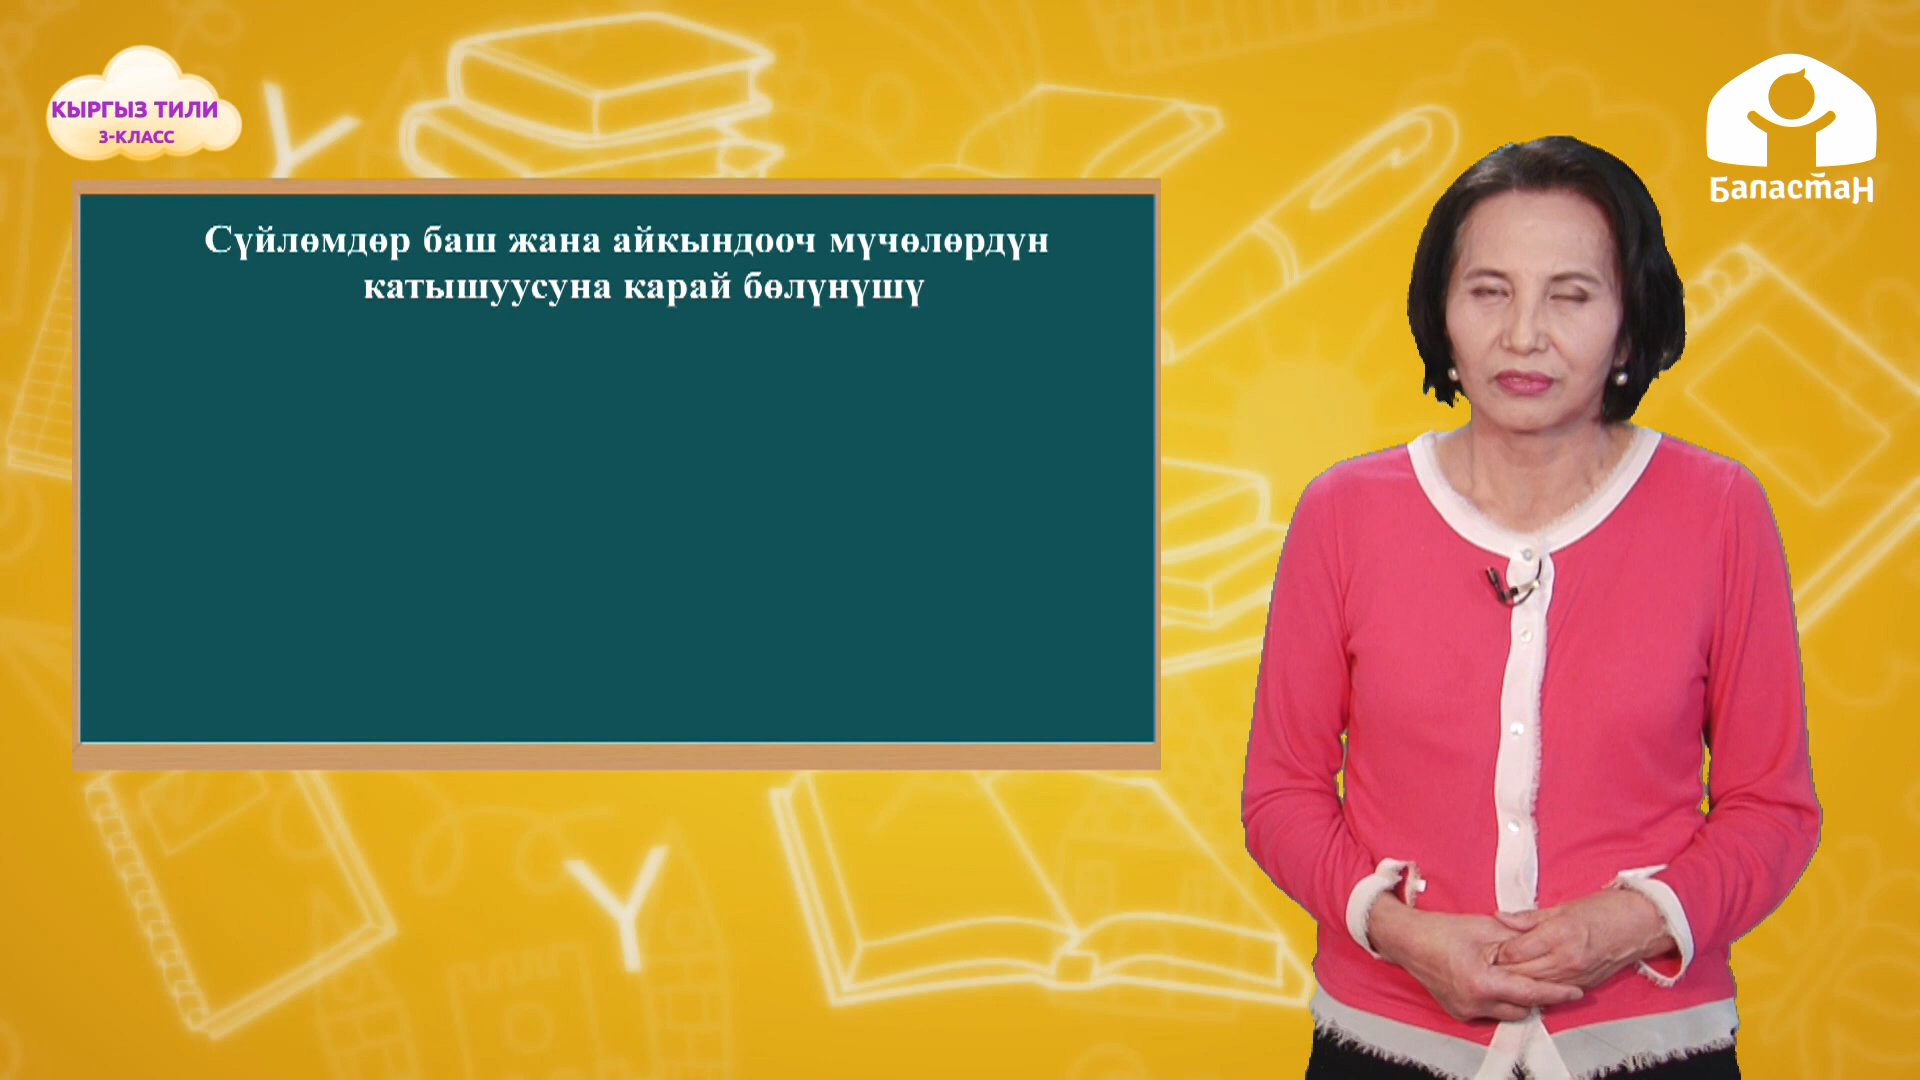 КЫРГЫЗ ТИЛИ
3-КЛАСС
Баластан
Сүйлөмдөр баш жана айкындооч мүчөлөрдүн
катышуусуна карай бөлүнүшү